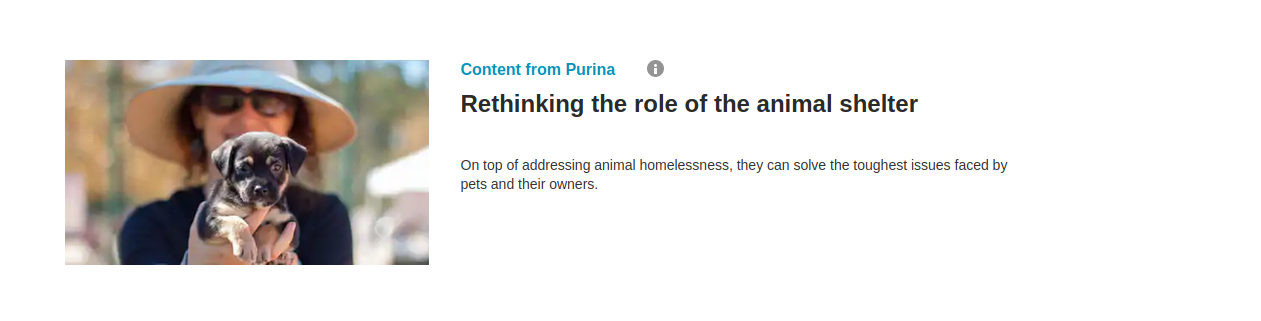 Content from Purina
Rethinking the role of the animal shelter
On top of addressing animal homelessness, they can solve the toughest issues faced by
pets and their owners.